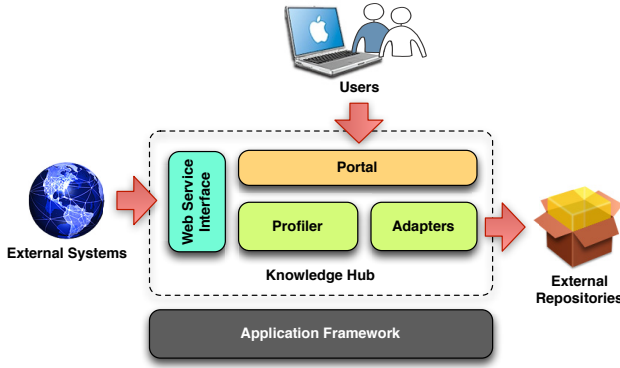 Users
Web Service
Interface
Portal
Profiler
Adapters
External Systems
Knowledge Hub
External
Repositories
Application Framework